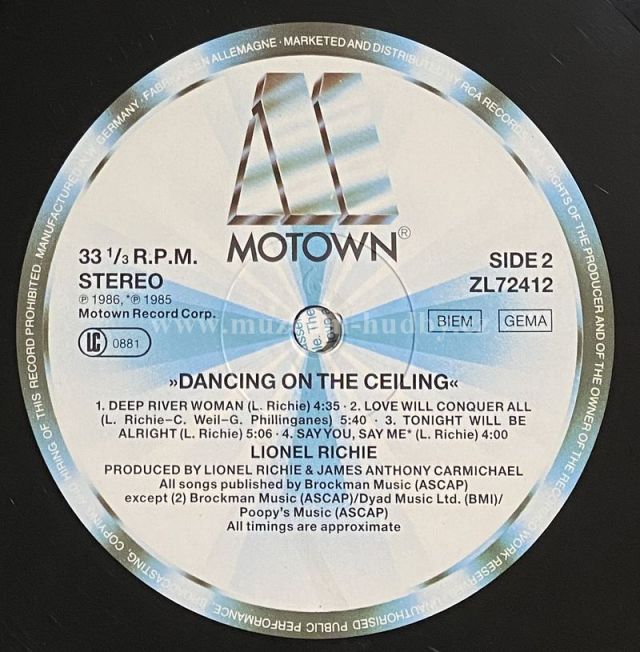 MANUFACTURED IN W. GERMANY · ALLEMAGNE · MARKETED AND DISTRIBUTED BY RCA RECORDS. ALL RIGHTS OF THE PRODUCER AND OF THE OWNER OF THE RECORDED WORK RESERVED. UNAUTHORISED PUBLIC PERFORMANCE, BROADCASTING, COPYING AND HIRING OF THIS RECORD PROHIBITED.
MOTOWN®
33 1/3 R.P.M.
STEREO
℗ 1986, *℗ 1985
Motown Record Corp.
LC 0881
SIDE 2
ZL72412
BIEM GEMA
»DANCING ON THE CEILING«
1. DEEP RIVER WOMAN (L. Richie) 4:35 · 2. LOVE WILL CONQUER ALL
(L. Richie–C. Weil–G. Phillinganes) 5:40 · 3. TONIGHT WILL BE
ALRIGHT (L. Richie) 5:06 · 4. SAY YOU, SAY ME* (L. Richie) 4:00
LIONEL RICHIE
PRODUCED BY LIONEL RICHIE & JAMES ANTHONY CARMICHAEL
All songs published by Brockman Music (ASCAP)
except (2) Brockman Music (ASCAP)/Dyad Music Ltd. (BMI)/
Poopy's Music (ASCAP)
All timings are approximate